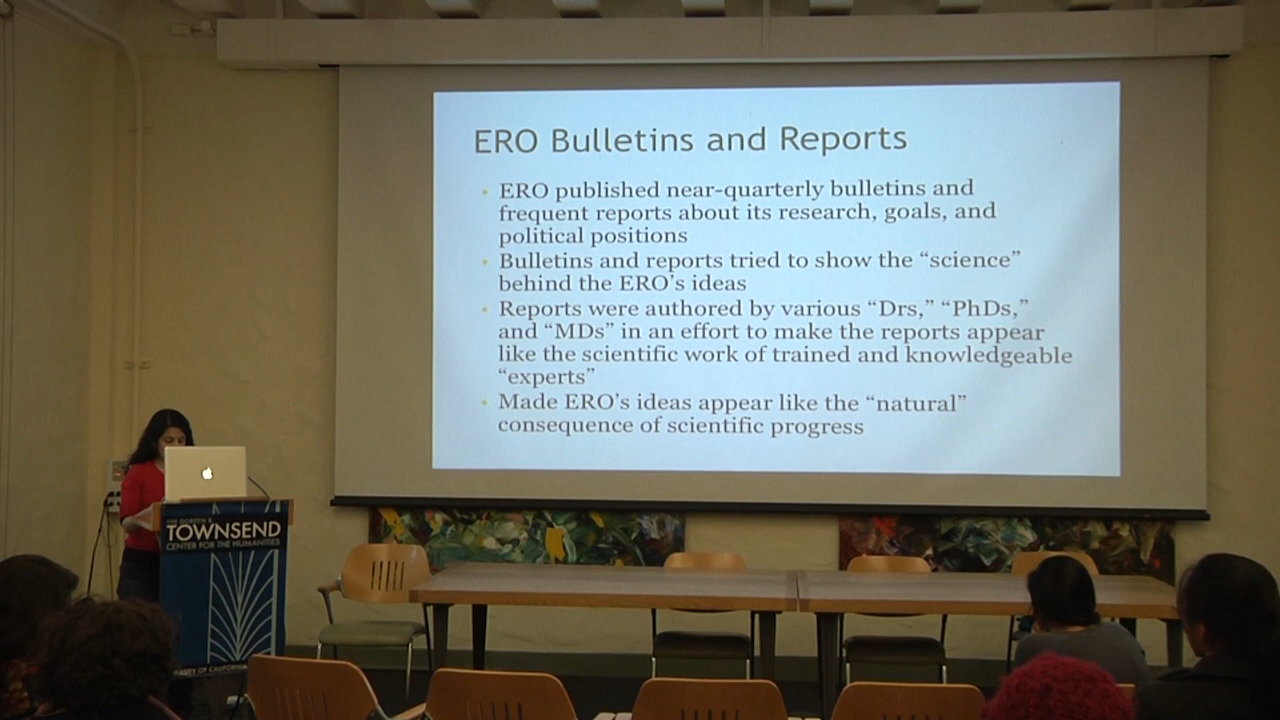 ERO Bulletins and Reports
ERO published near-quarterly bulletins and
frequent reports about its research, goals, and
political positions
Bulletins and reports tried to show the “science”
behind the ERO’s ideas
Reports were authored by various “Drs,” “PhDs,”
and “MDs” in an effort to make the reports appear
like the scientific work of trained and knowledgeable
“experts”
Made ERO’s ideas appear like the “natural”
consequence of scientific progress
TOWNSEND
CENTER FOR THE HUMANITIES
OF CALIFORNIA